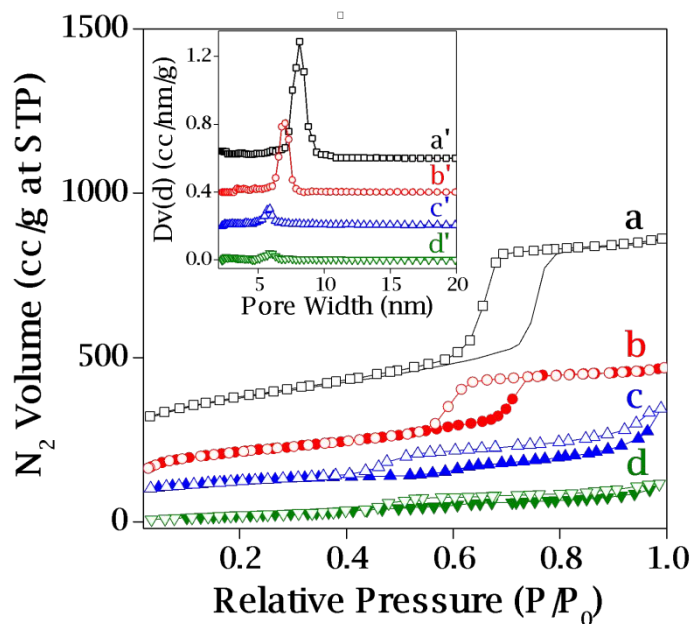 1500
1000
500
0
N₂ Volume (cc/g at STP)
1.2
0.8
0.4
0.0
Dv(d) (cc/nm/g)
a'
b'
c'
d'
5 10 15 20
Pore Width (nm)
a
b
c
d
0.2 0.4 0.6 0.8 1.0
Relative Pressure (P/P₀)